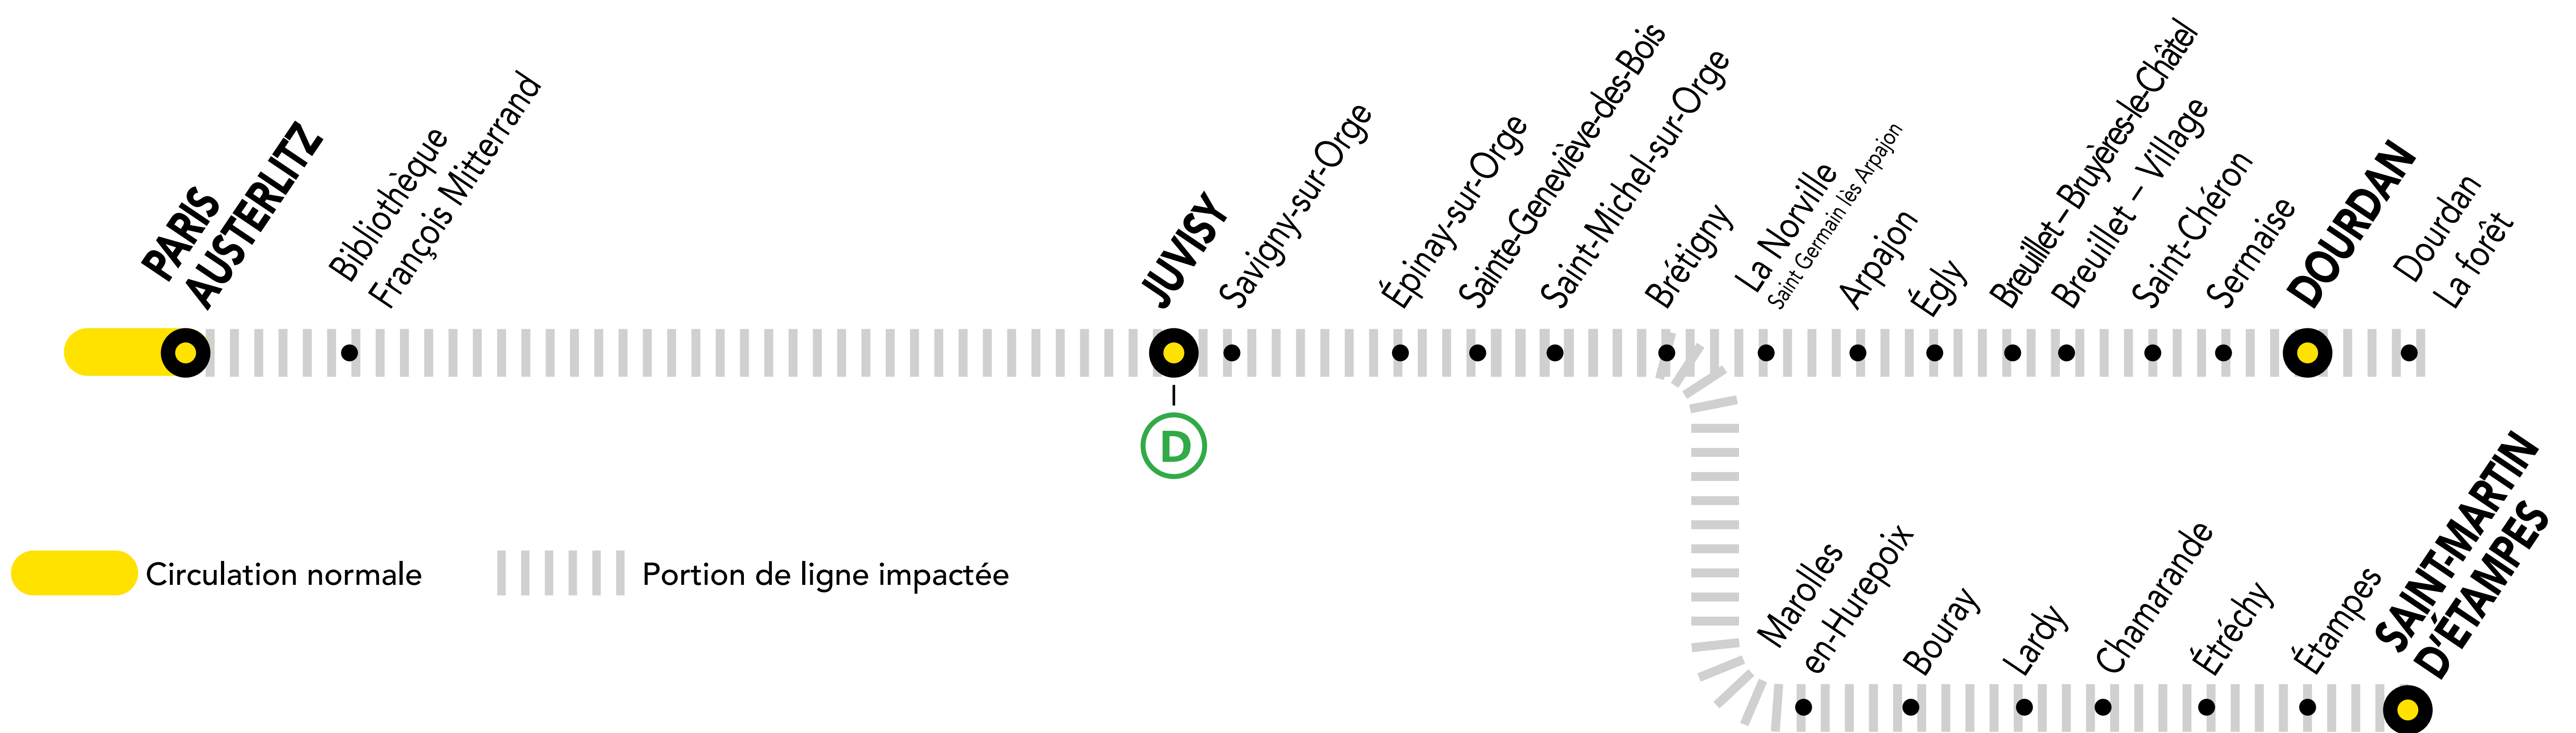 PARIS
AUSTERLITZ
Bibliothèque
François Mitterrand
JUVISY
Savigny-sur-Orge
Épinay-sur-Orge
Sainte-Geneviève-des-Bois
Saint-Michel-sur-Orge
Brétigny
La Norville
Saint Germain lès Arpajon
Arpajon
Égly
Breuillet – Bruyères-le-Châtel
Breuillet – Village
Saint-Chéron
Sermaise
DOURDAN
Dourdan
La forêt
D
Circulation normale
Portion de ligne impactée
Marolles
en-Hurepoix
Bouray
Lardy
Chamarande
Étréchy
Étampes
SAINT-MARTIN
D'ÉTAMPES